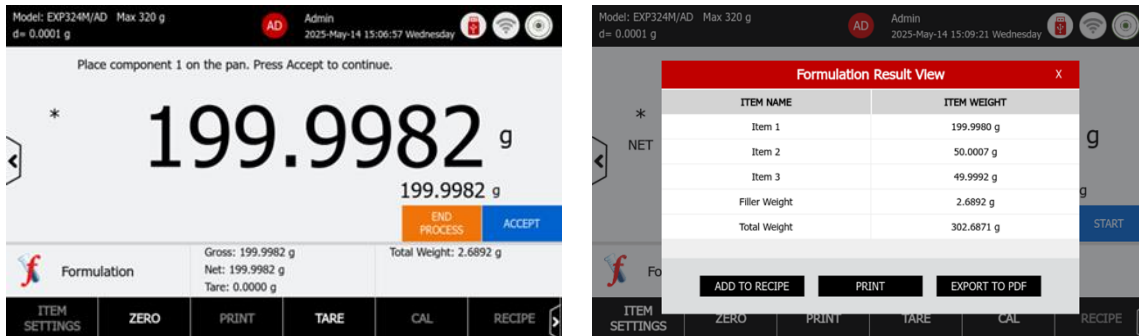 Model: EXP324M/AD Max 320 g
d= 0.0001 g
AD
Admin
2025-May-14 15:06:57 Wednesday
Place component 1 on the pan. Press Accept to continue.
*
199.9982 g
199.9982 g
END
PROCESS
ACCEPT
f
Formulation
Gross: 199.9982 g
Net: 199.9982 g
Tare: 0.0000 g
Total Weight: 2.6892 g
ITEM
SETTINGS
ZERO
PRINT
TARE
CAL
RECIPE
Model: EXP324M/AD Max 320 g
d= 0.0001 g
AD
Admin
2025-May-14 15:09:21 Wednesday
*
NET
g
g
START
f
Fo
Formulation Result View X
ITEM NAME ITEM WEIGHT
Item 1 199.9980 g
Item 2 50.0007 g
Item 3 49.9992 g
Filler Weight 2.6892 g
Total Weight 302.6871 g
ADD TO RECIPE PRINT EXPORT TO PDF
ITEM
SETTINGS
ZERO
PRINT
TARE
CAL
RECIPE